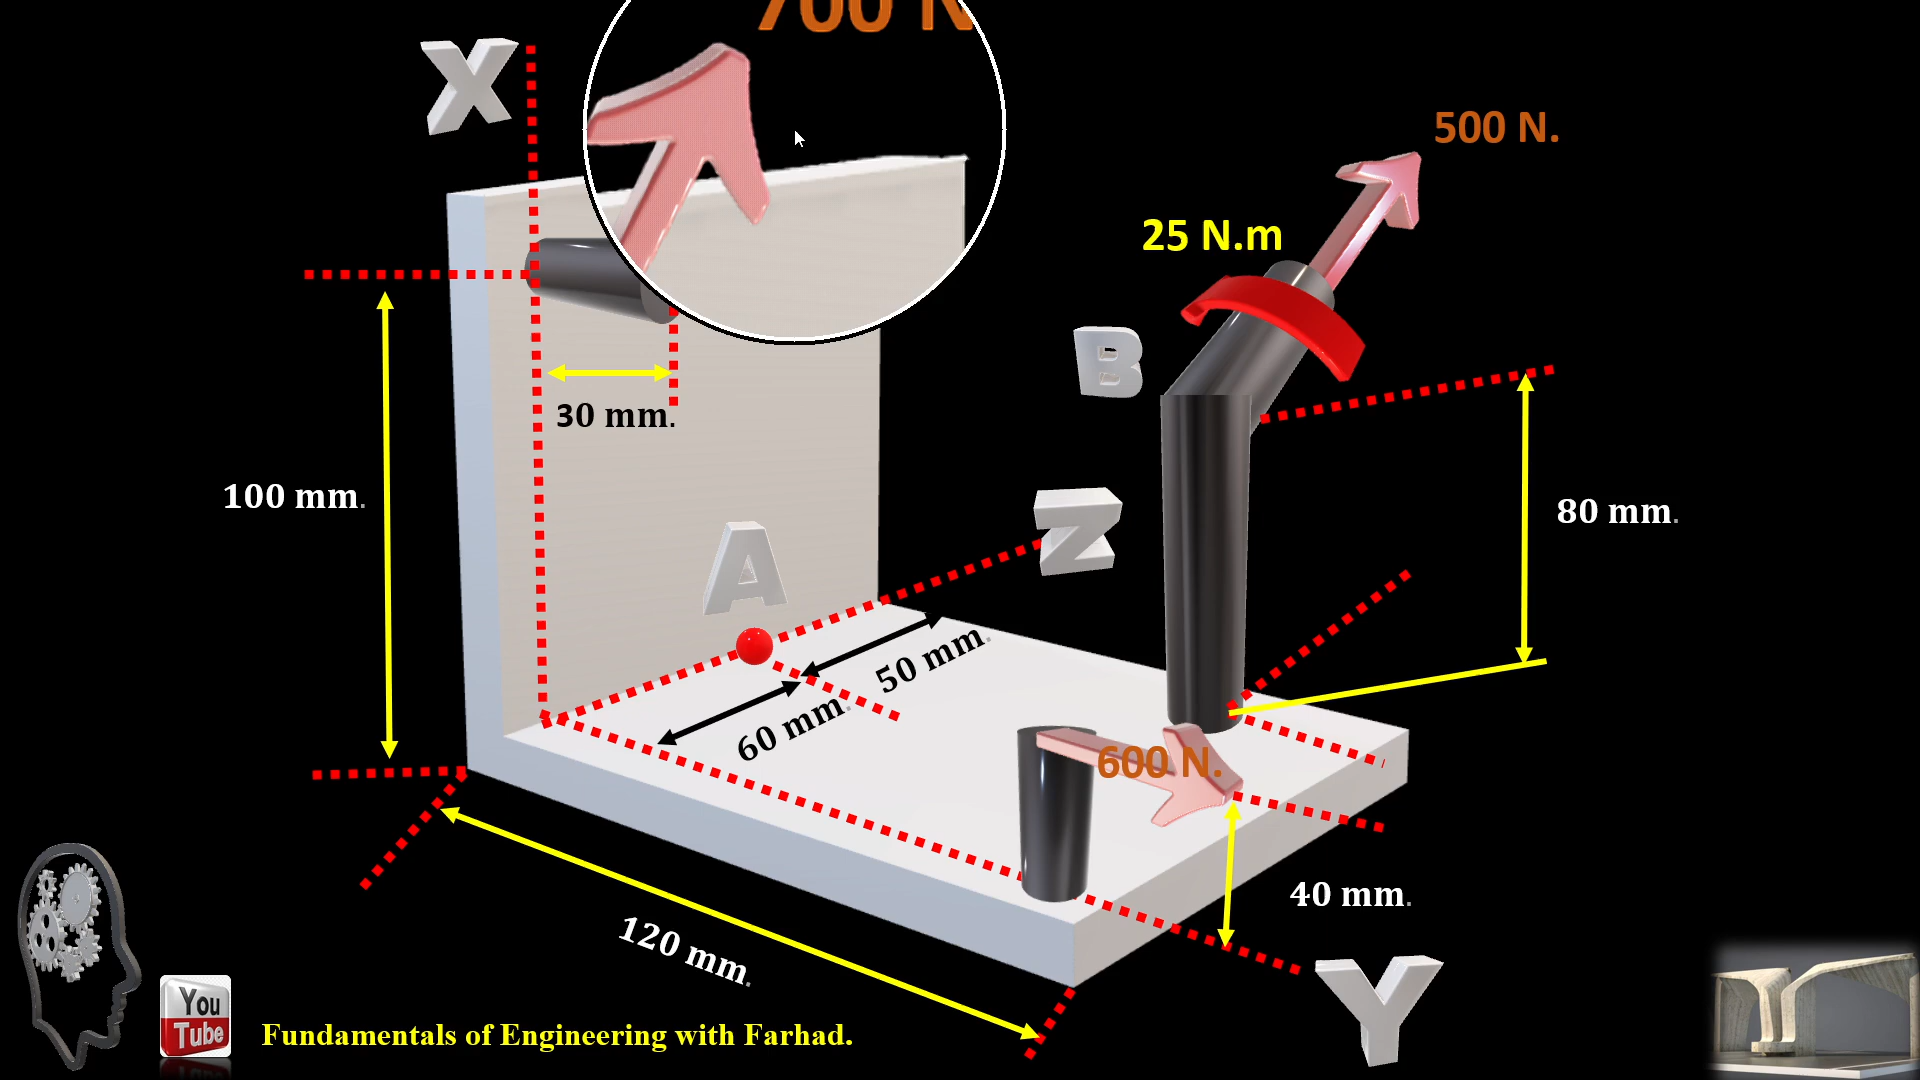 700 N
X
500 N.
25 N.m
B
30 mm.
100 mm.
Z
80 mm.
A
50 mm.
60 mm.
600 N.
40 mm.
120 mm.
Y
You
Tube
Fundamentals of Engineering with Farhad.